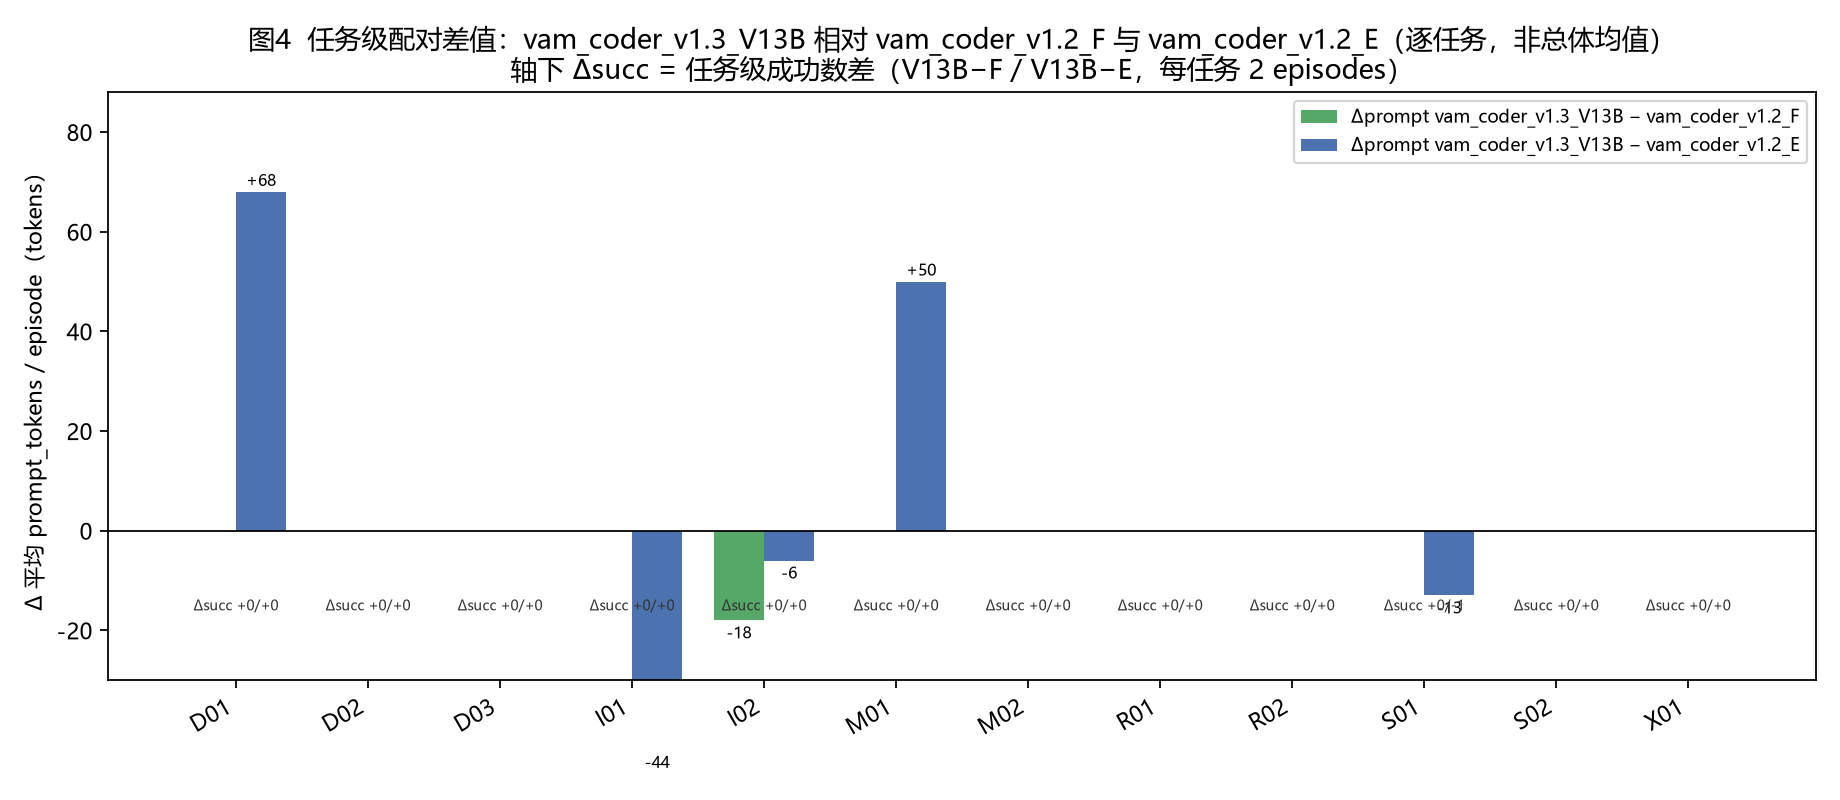 图4  任务级配对差值：vam_coder_v1.3_V13B 相对 vam_coder_v1.2_F 与 vam_coder_v1.2_E（逐任务，非总体均值）
轴下 Δsucc = 任务级成功数差（V13B−F / V13B−E，每任务 2 episodes）
Δprompt vam_coder_v1.3_V13B − vam_coder_v1.2_F
Δprompt vam_coder_v1.3_V13B − vam_coder_v1.2_E
Δ 平均 prompt_tokens / episode（tokens）
80
60
40
20
0
-20
+68
+50
-6
-18
-13
-44
Δsucc +0/+0
Δsucc +0/+0
Δsucc +0/+0
Δsucc +0/+0
Δsucc +0/+0
Δsucc +0/+0
Δsucc +0/+0
Δsucc +0/+0
Δsucc +0/+0
Δsucc
Δsucc +0/+0
Δsucc +0/+0
D01
D02
D03
I01
I02
M01
M02
R01
R02
S01
S02
X01